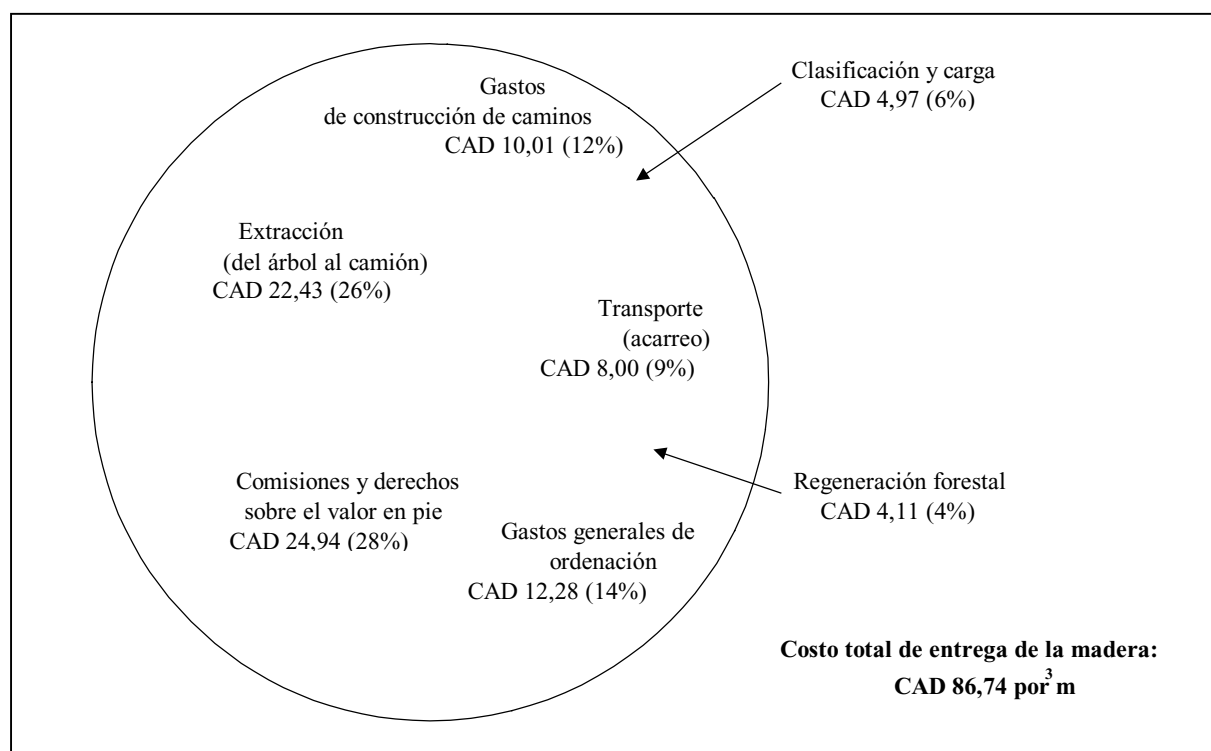 Gastos
de construcción de caminos
CAD 10,01 (12%)
Clasificación y carga
CAD 4,97 (6%)
Extracción
(del árbol al camión)
CAD 22,43 (26%)
Transporte
(acarreo)
CAD 8,00 (9%)
Comisiones y derechos
sobre el valor en pie
CAD 24,94 (28%)
Gastos generales de
ordenación
CAD 12,28 (14%)
Regeneración forestal
CAD 4,11 (4%)
Costo total de entrega de la madera:
CAD 86,74 por³ m